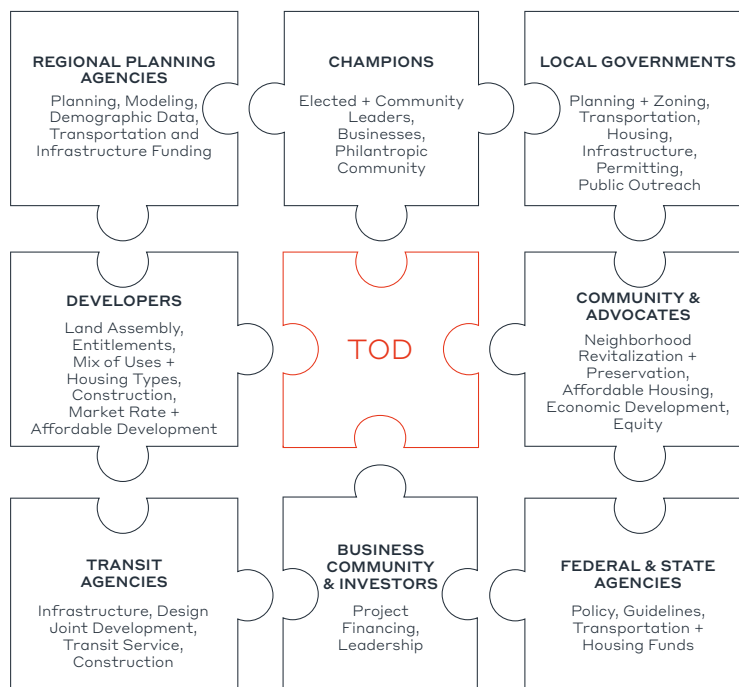 REGIONAL PLANNING
AGENCIES
Planning, Modeling,
Demographic Data,
Transportation and
Infrastructure Funding
CHAMPIONS
Elected + Community
Leaders,
Businesses,
Philantropic
Community
LOCAL GOVERNMENTS
Planning + Zoning,
Transportation,
Housing,
Infrastructure,
Permitting,
Public Outreach
DEVELOPERS
Land Assembly,
Entitlements,
Mix of Uses +
Housing Types,
Construction,
Market Rate +
Affordable Development
TOD
COMMUNITY &
ADVOCATES
Neighborhood
Revitalization +
Preservation,
Affordable Housing,
Economic Development,
Equity
TRANSIT
AGENCIES
Infrastructure, Design
Joint Development,
Transit Service,
Construction
BUSINESS
COMMUNITY
& INVESTORS
Project
Financing,
Leadership
FEDERAL & STATE
AGENCIES
Policy, Guidelines,
Transportation +
Housing Funds